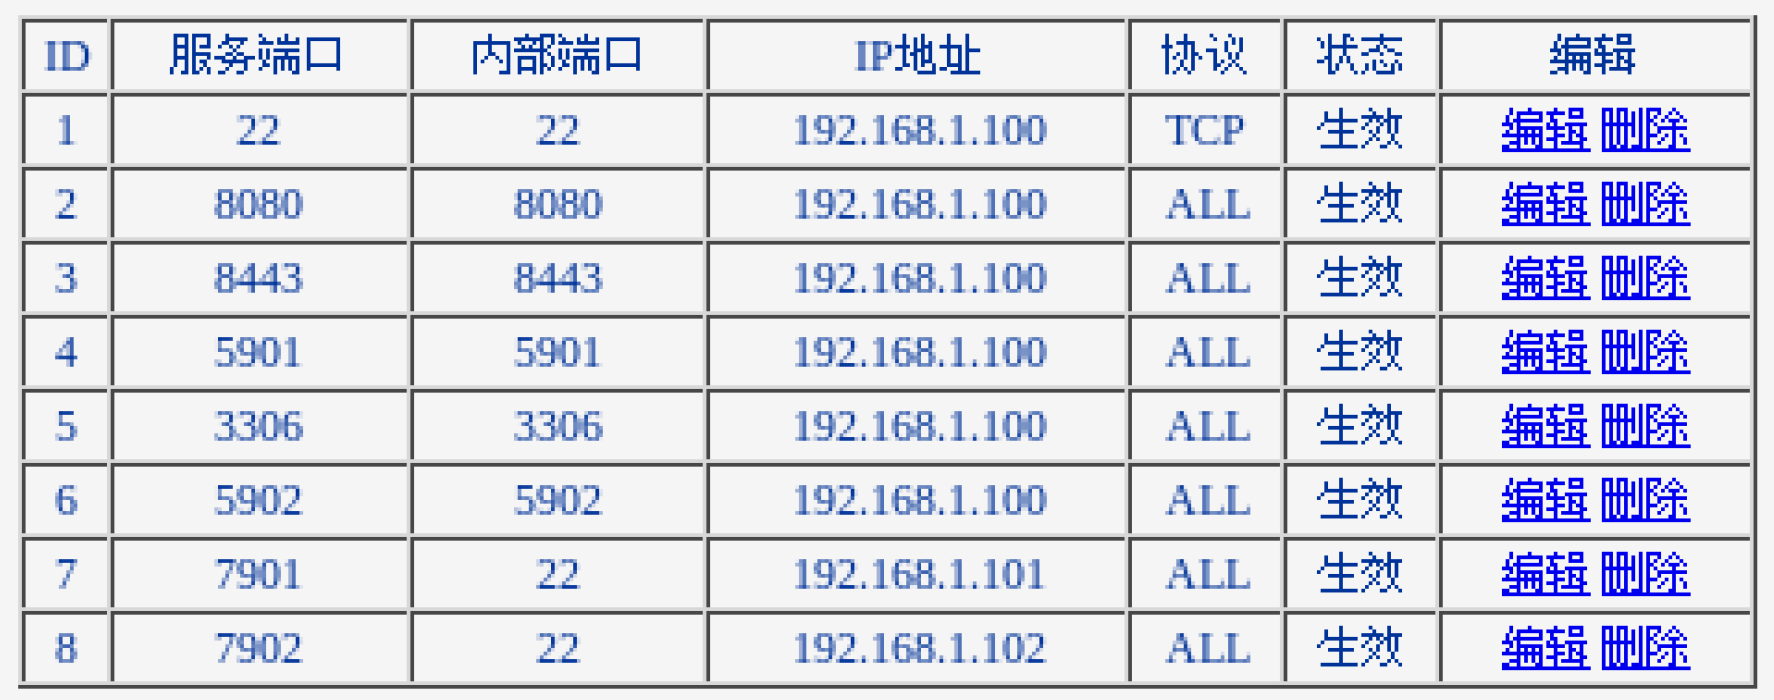 ID 服务端口 内部端口 IP地址 协议 状态 编辑
1 22 22 192.168.1.100 TCP 生效 编辑 删除
2 8080 8080 192.168.1.100 ALL 生效 编辑 删除
3 8443 8443 192.168.1.100 ALL 生效 编辑 删除
4 5901 5901 192.168.1.100 ALL 生效 编辑 删除
5 3306 3306 192.168.1.100 ALL 生效 编辑 删除
6 5902 5902 192.168.1.100 ALL 生效 编辑 删除
7 7901 22 192.168.1.101 ALL 生效 编辑 删除
8 7902 22 192.168.1.102 ALL 生效 编辑 删除